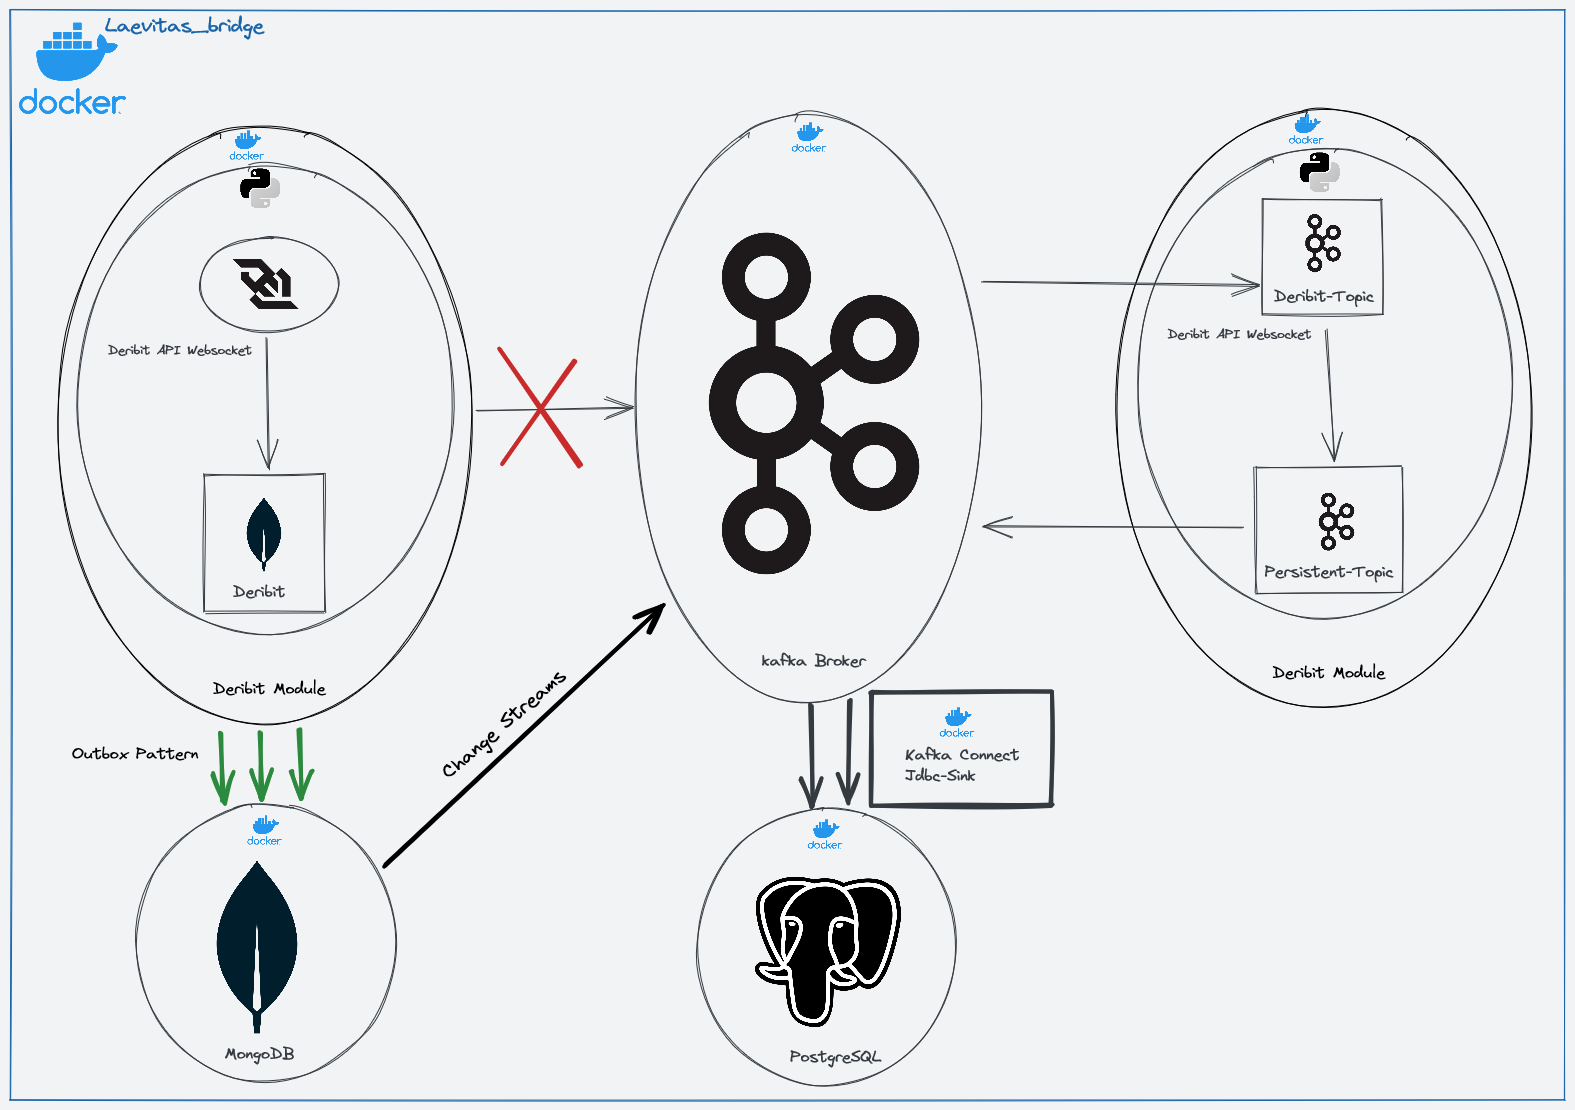 Laevitas_bridge
docker
docker
docker
docker
Deribit-Topic
Deribit API Websocket
Deribit API Websocket
Deribit
Persistent-Topic
kafka Broker
Deribit Module
Deribit Module
Change Streams
Outbox Pattern
docker
Kafka Connect
Jdbc-Sink
docker
docker
MongoDB
PostgreSQL